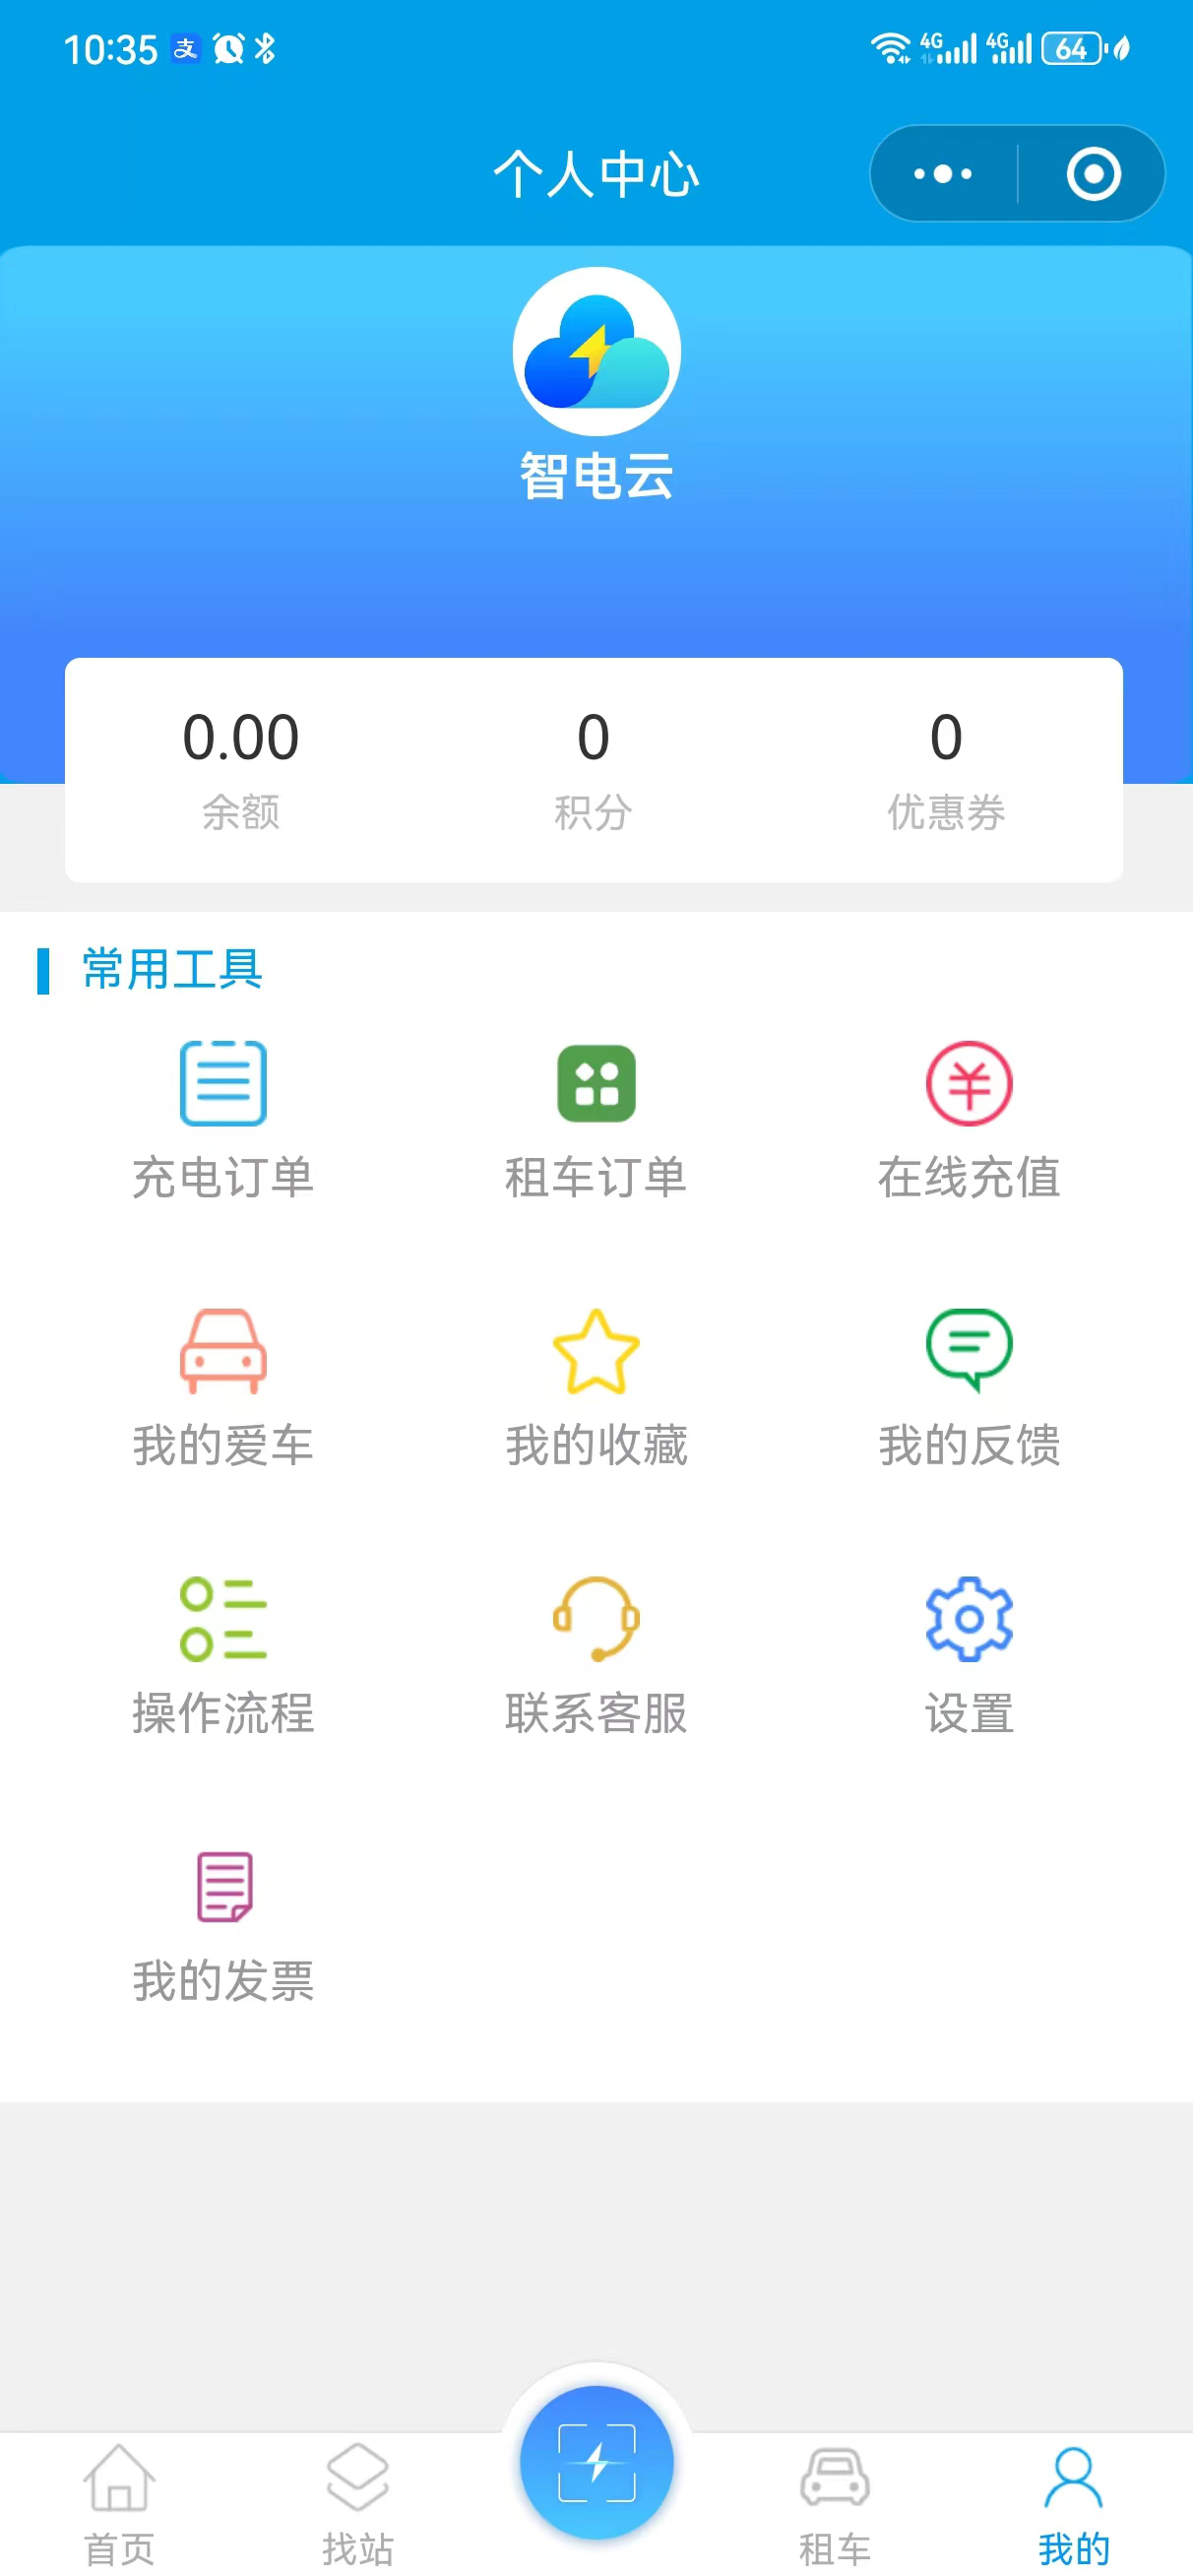 10:35 支 4G 4G 64
个人中心
智电云
0.00 0 0
余额 积分 优惠券
常用工具
充电订单 租车订单 在线充值
我的爱车 我的收藏 我的反馈
操作流程 联系客服 设置
我的发票
首页 找站 租车 我的